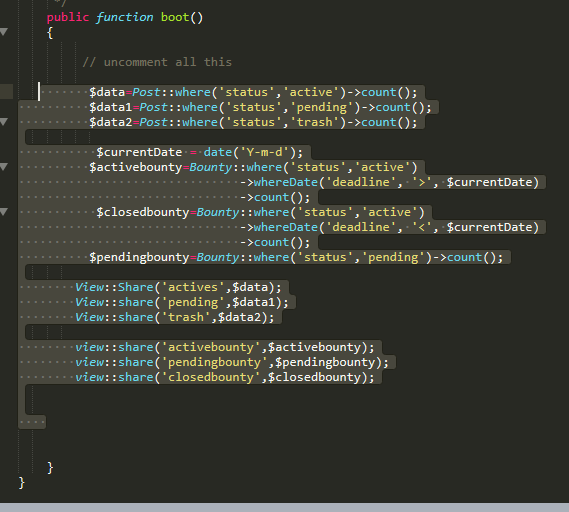 */
public function boot()
{
// uncomment all this
$data=Post::where('status','active')->count();
$data1=Post::where('status','pending')->count();
$data2=Post::where('status','trash')->count();
$currentDate = date('Y-m-d');
$activebounty=Bounty::where('status','active')
->whereDate('deadline', '>', $currentDate)
->count();
$closedbounty=Bounty::where('status','active')
->whereDate('deadline', '<', $currentDate)
->count();
$pendingbounty=Bounty::where('status','pending')->count();
View::Share('actives',$data);
View::share('pending',$data1);
View::share('trash',$data2);
view::share('activebounty',$activebounty);
view::share('pendingbounty',$pendingbounty);
view::share('closedbounty',$closedbounty);
}
}